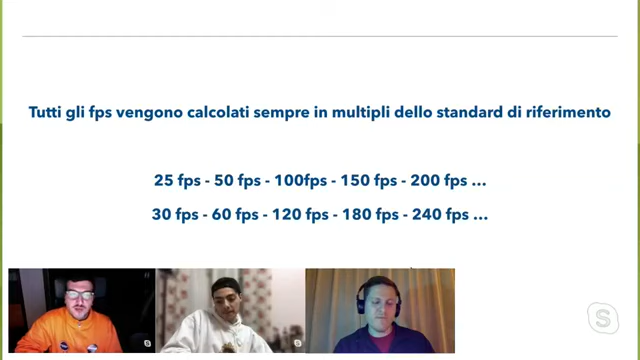 Tutti gli fps vengono calcolati sempre in multipli dello standard di riferimento
25 fps - 50 fps - 100fps - 150 fps - 200 fps ...
30 fps - 60 fps - 120 fps - 180 fps - 240 fps ...